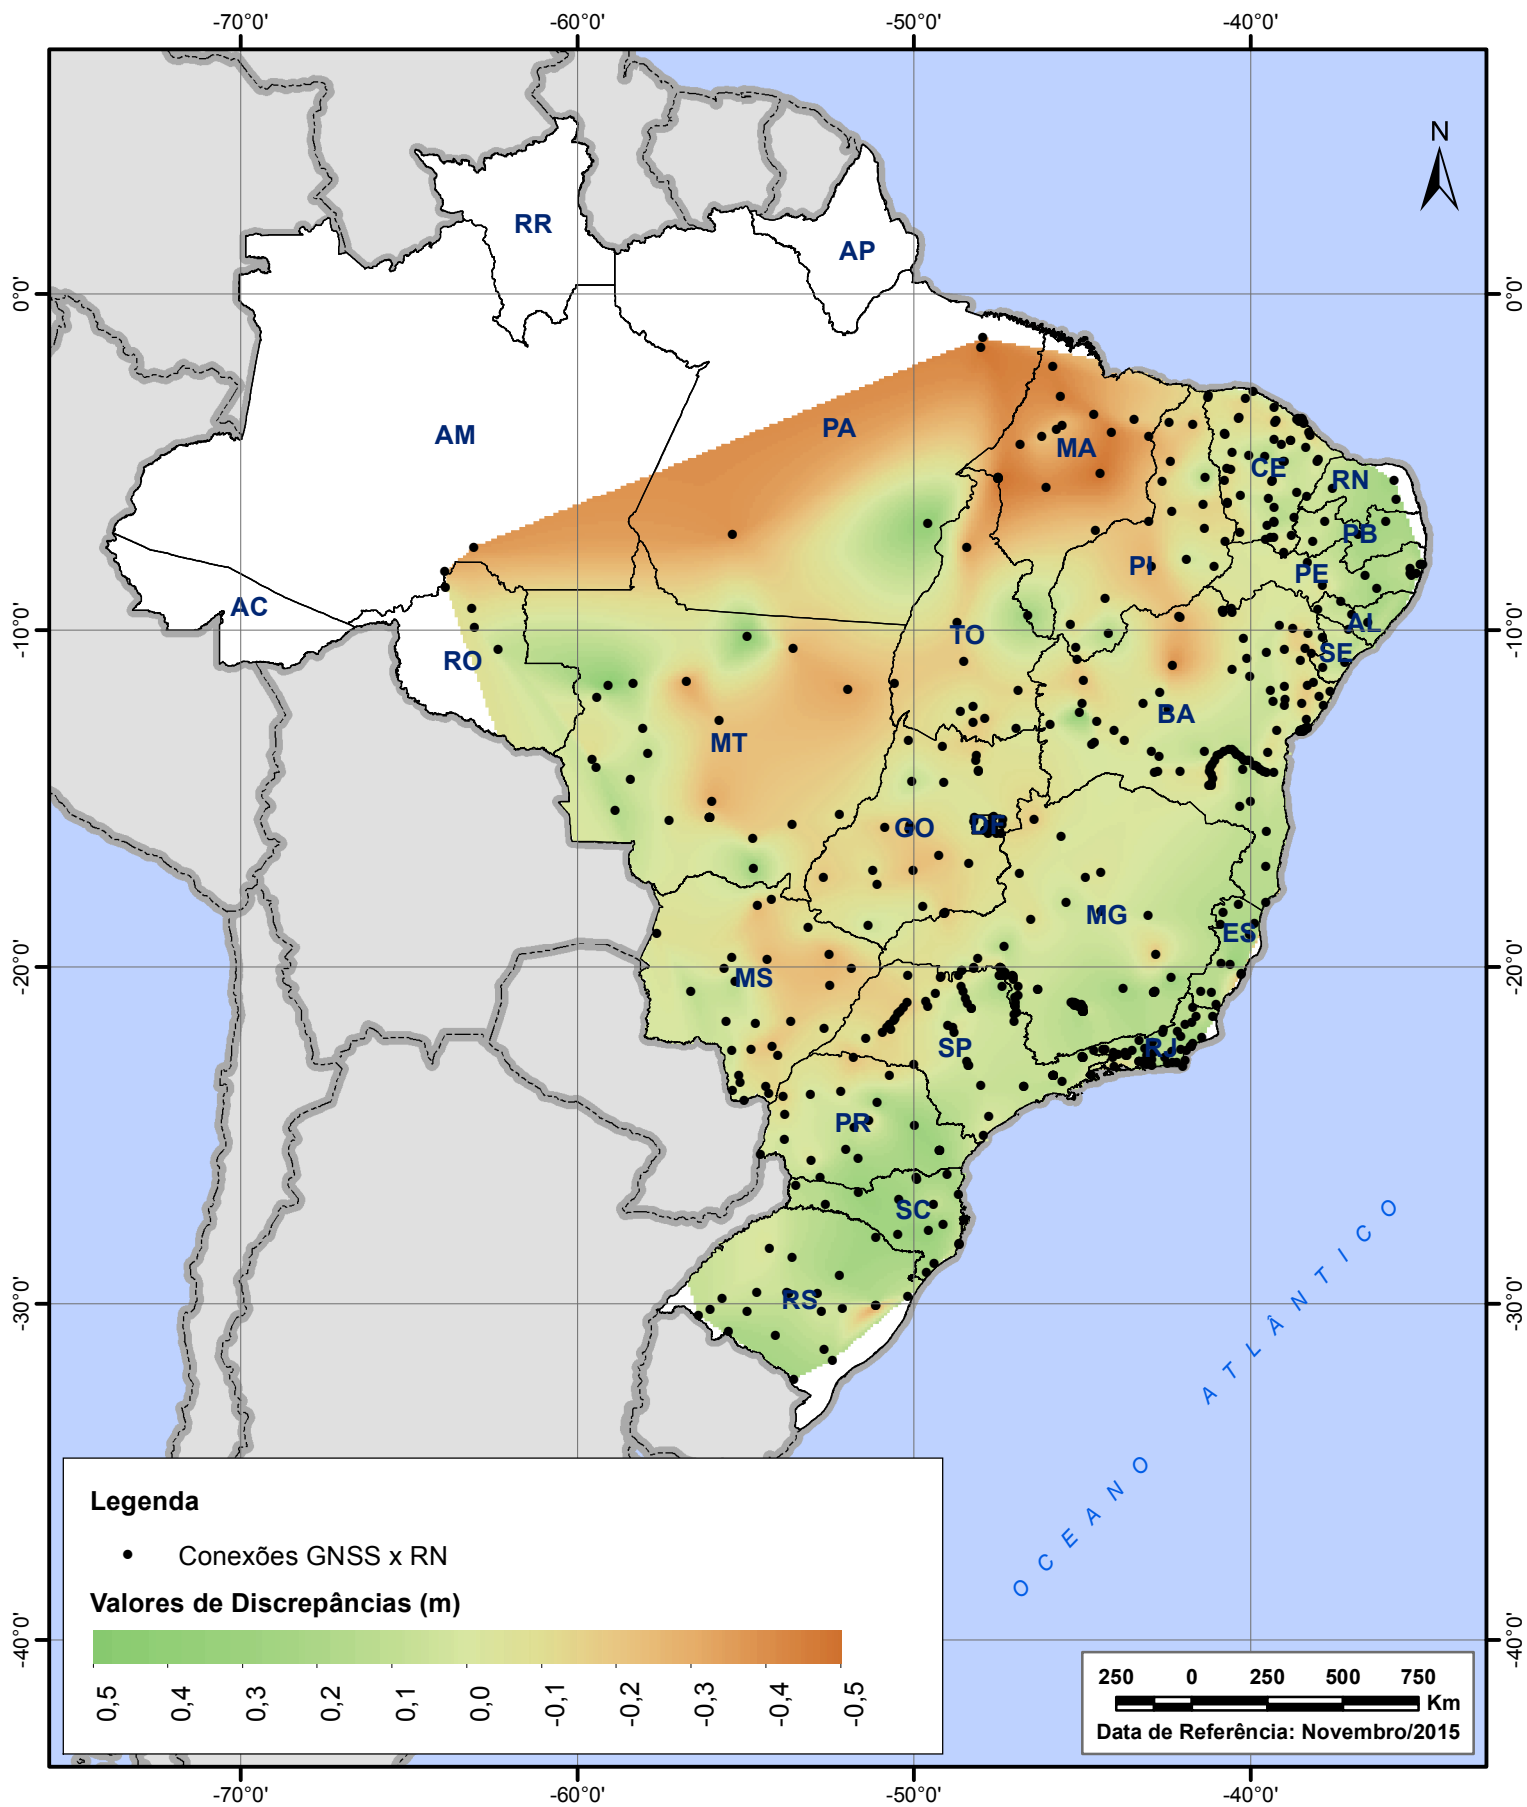 -70°0' -60°0' -50°0' -40°0'
N
RR
AP
0°0' 0°0'
PA
AM
MA
CE
RN
PB
PI
PE
AC
AL
-10°0' -10°0'
TO
SE
RO
BA
MT
GO
DF
MG
ES
-20°0' -20°0'
MS
SP
RJ
PR
SC
RS
-30°0' -30°0'
OCEANO ATLÂNTICO
Legenda
Conexões GNSS x RN
Valores de Discrepâncias (m)
0,5 0,4 0,3 0,2 0,1 0,0 -0,1 -0,2 -0,3 -0,4 -0,5
-40°0' -40°0'
250 0 250 500 750
Km
Data de Referência: Novembro/2015
-70°0' -60°0' -50°0' -40°0'